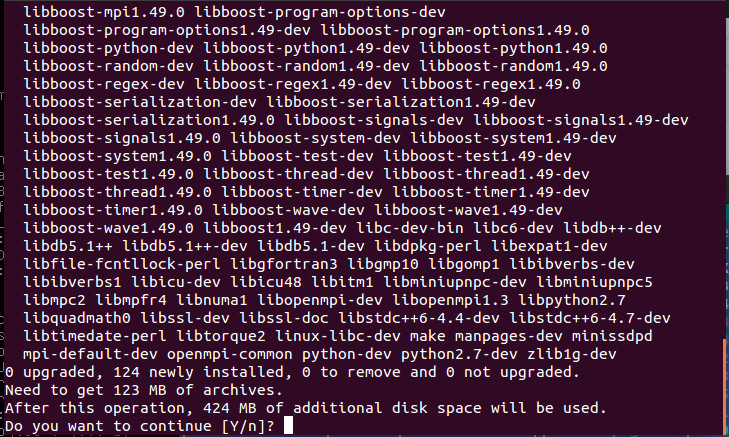 libboost-mpi1.49.0 libboost-program-options-dev
libboost-program-options1.49-dev libboost-program-options1.49.0
libboost-python-dev libboost-python1.49-dev libboost-python1.49.0
libboost-random-dev libboost-random1.49-dev libboost-random1.49.0
libboost-regex-dev libboost-regex1.49-dev libboost-regex1.49.0
libboost-serialization-dev libboost-serialization1.49-dev
libboost-serialization1.49.0 libboost-signals-dev libboost-signals1.49-dev
libboost-signals1.49.0 libboost-system-dev libboost-system1.49-dev
libboost-system1.49.0 libboost-test-dev libboost-test1.49-dev
libboost-test1.49.0 libboost-thread-dev libboost-thread1.49-dev
libboost-thread1.49.0 libboost-timer-dev libboost-timer1.49-dev
libboost-timer1.49.0 libboost-wave-dev libboost-wave1.49-dev
libboost-wave1.49.0 libboost1.49-dev libc-dev-bin libc6-dev libdb++-dev
libdb5.1++ libdb5.1++-dev libdb5.1-dev libdpkg-perl libexpat1-dev
libfile-fcntllock-perl libgfortran3 libgmp10 libgomp1 libibverbs-dev
libibverbs1 libicu-dev libicu48 libitm1 libminiupnpc-dev libminiupnpc5
libmpc2 libmpfr4 libnuma1 libopenmpi-dev libopenmpi1.3 libpython2.7
libquadmath0 libssl-dev libssl-doc libstdc++6-4.4-dev libstdc++6-4.7-dev
libtimedate-perl libtorque2 linux-libc-dev make manpages-dev minissdpd
mpi-default-dev openmpi-common python-dev python2.7-dev zlib1g-dev
0 upgraded, 124 newly installed, 0 to remove and 0 not upgraded.
Need to get 123 MB of archives.
After this operation, 424 MB of additional disk space will be used.
Do you want to continue [Y/n]?